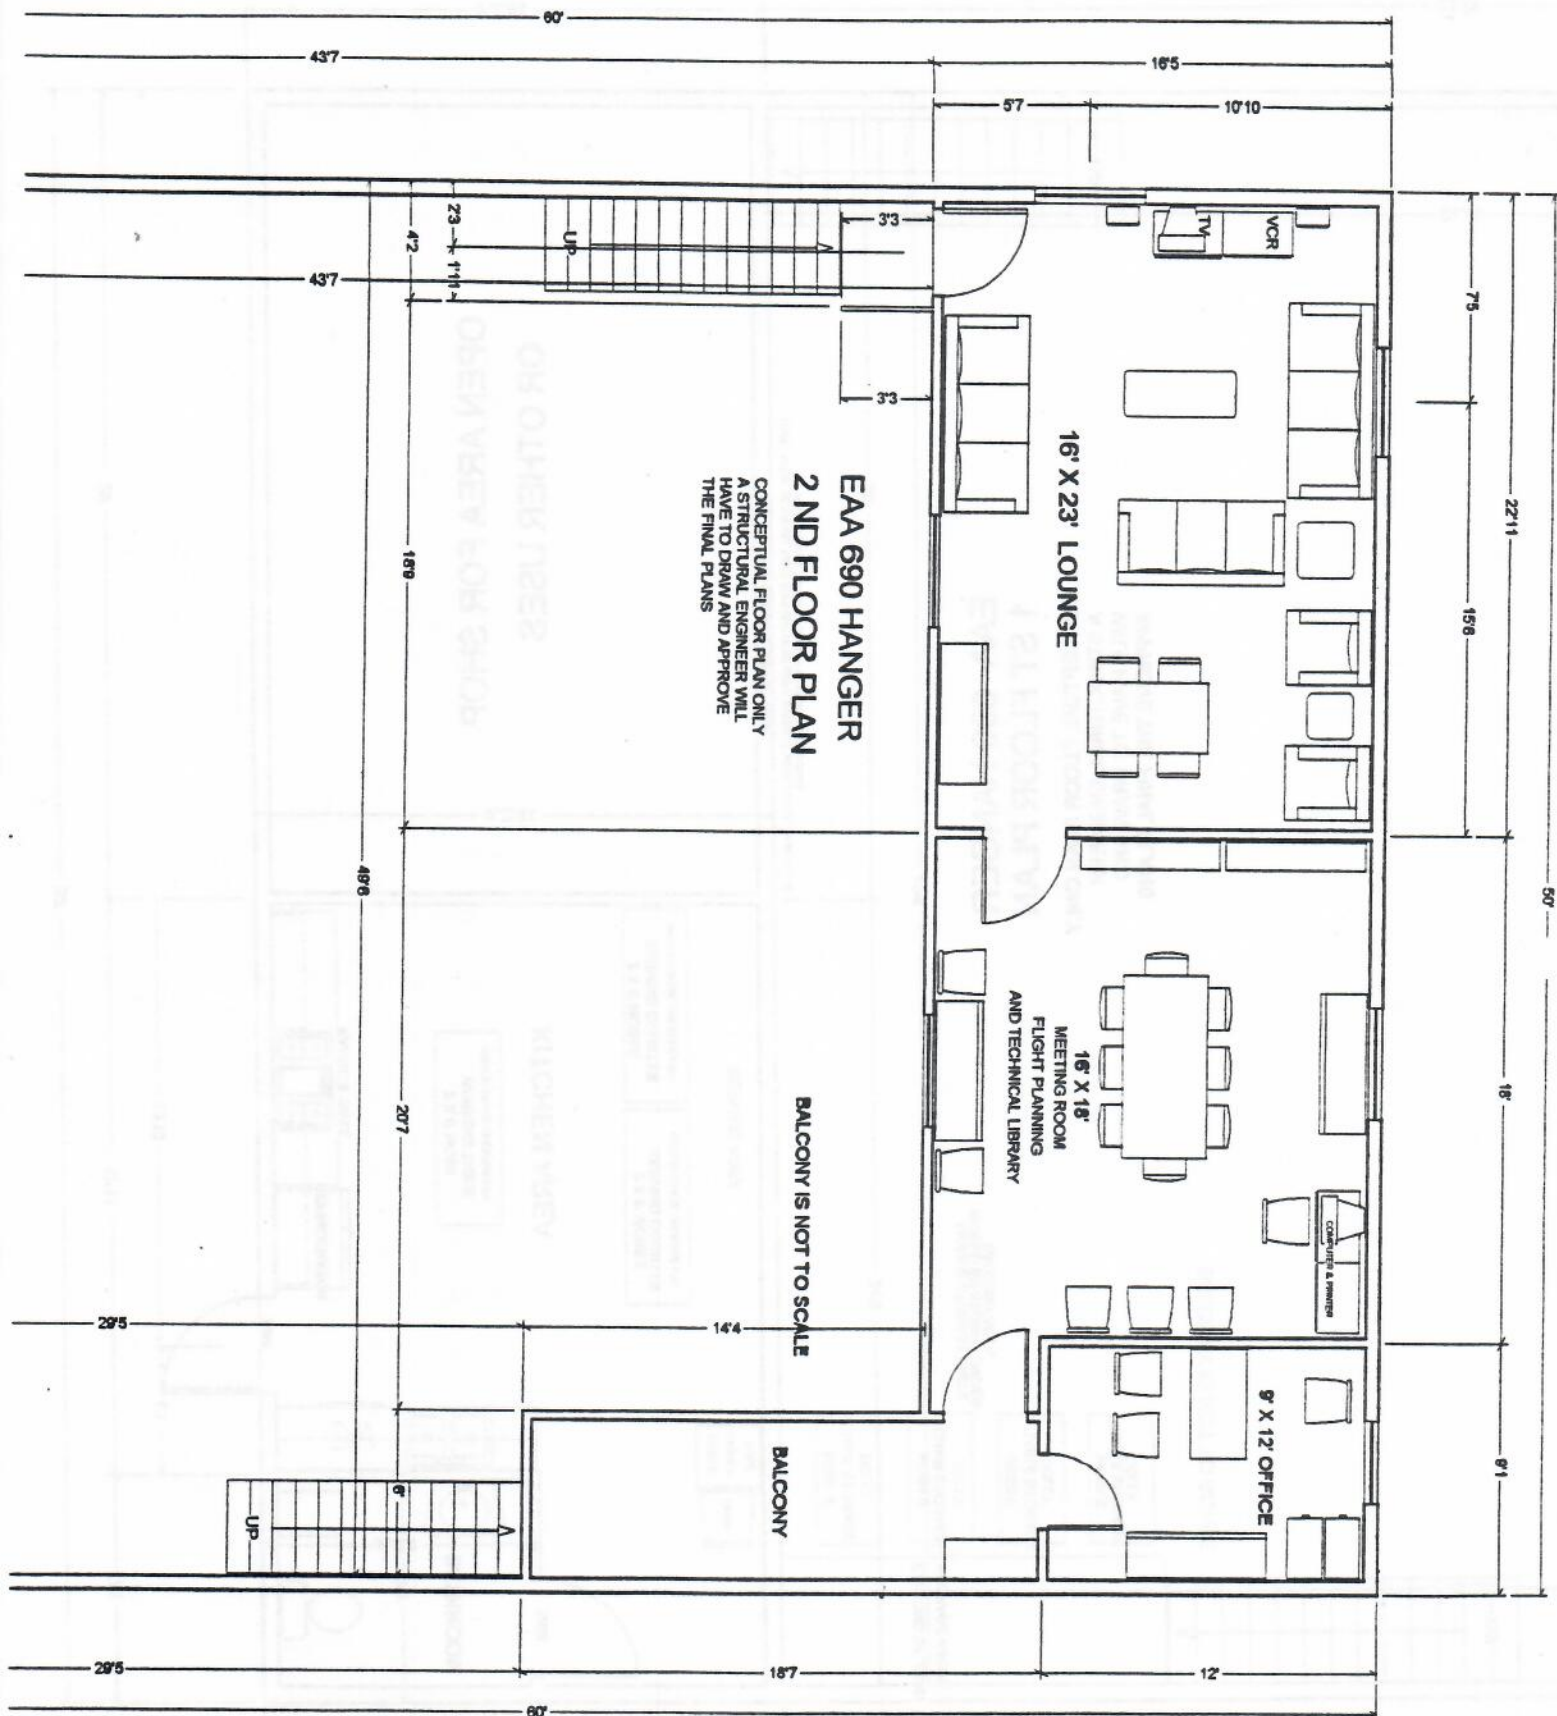 60'
43'7
16'5
5'7
10'10
2'3
4'2
1'11
UP
3'3
43'7
3'3
TV
VCR
7'5
22'11
15'6
50'
16' X 23' LOUNGE
EAA 690 HANGER
2 ND FLOOR PLAN
CONCEPTUAL FLOOR PLAN ONLY
A STRUCTURAL ENGINEER WILL
HAVE TO DRAW AND APPROVE
THE FINAL PLANS
18'9
49'6
20'7
16' X 18'
MEETING ROOM
FLIGHT PLANNING
AND TECHNICAL LIBRARY
COMPUTER & PRINTER
18'
BALCONY IS NOT TO SCALE
29'5
14'4
9' X 12' OFFICE
9'1
BALCONY
6'
UP
29'5
18'7
12'
60'